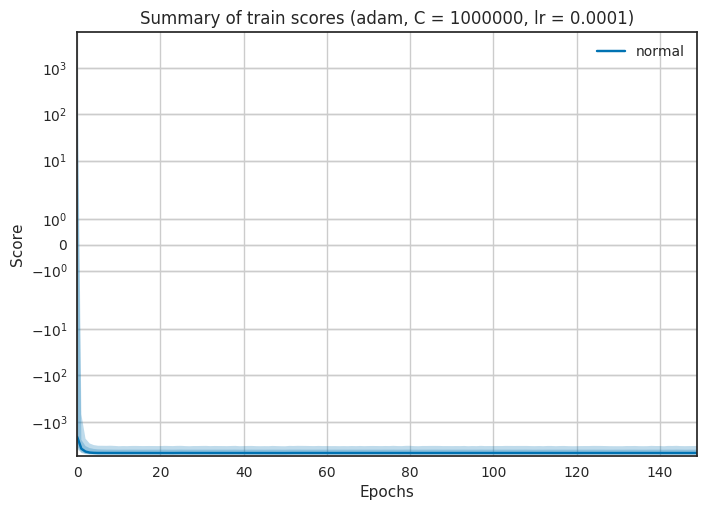 Summary of train scores (adam, C = 1000000, lr = 0.0001)
normal
10³
10²
10¹
10⁰
0
−10⁰
−10¹
−10²
−10³
Score
0 20 40 60 80 100 120 140
Epochs